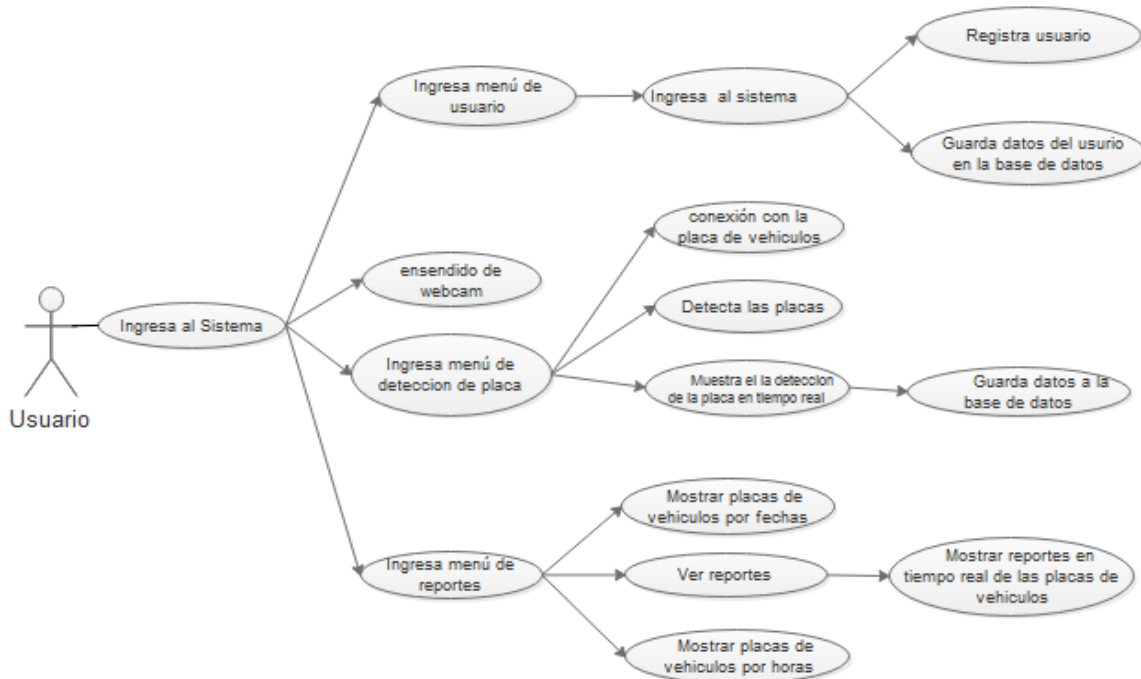 Registra usuario
Ingresa menú de
usuario
Ingresa al sistema
Guarda datos del usurio
en la base de datos
conexión con la
placa de vehiculos
ensendido de
webcam
Detecta las placas
Ingresa al Sistema
Ingresa menú de
deteccion de placa
Muestra el la deteccion
de la placa en tiempo real
Guarda datos a la
base de datos
Usuario
Mostrar placas de
vehiculos por fechas
Ingresa menú de
reportes
Ver reportes
Mostrar reportes en
tiempo real de las placas de
vehiculos
Mostrar placas de
vehiculos por horas